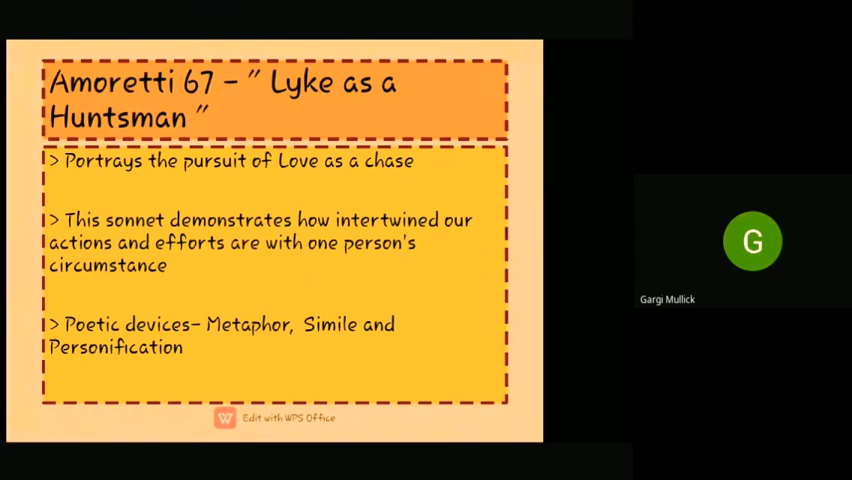 Amoretti 67 - " Lyke as a
Huntsman "
> Portrays the pursuit of Love as a chase
> This sonnet demonstrates how intertwined our
actions and efforts are with one person's
circumstance
> Poetic devices- Metaphor, Simile and
Personification
W Edit with WPS Office
G
Gargi Mullick